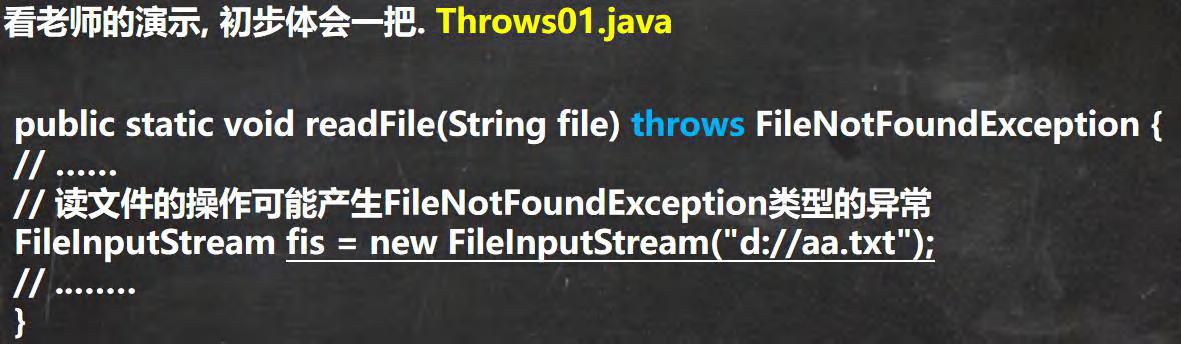 看老师的演示, 初步体会一把. Throws01.java
public static void readFile(String file) throws FileNotFoundException {
// ......
// 读文件的操作可能产生FileNotFoundException类型的异常
FileInputStream fis = new FileInputStream("d://aa.txt");
// ........
}